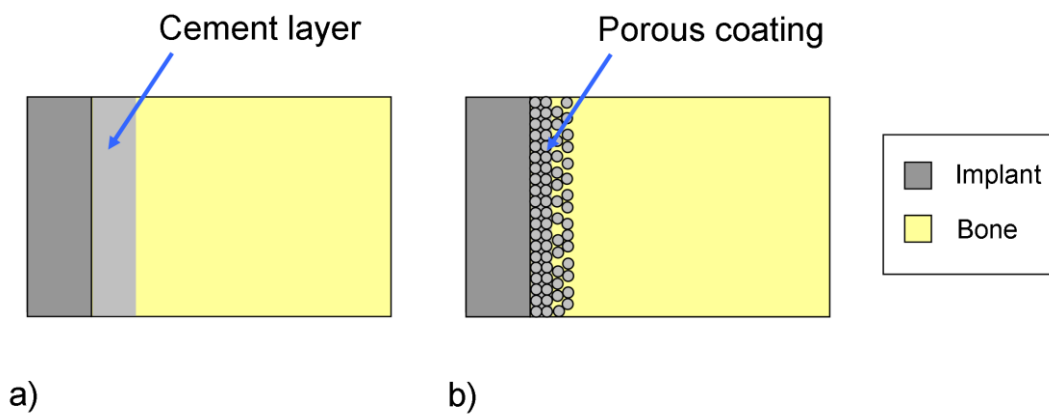 Cement layer
Porous coating
Implant
Bone
a)
b)